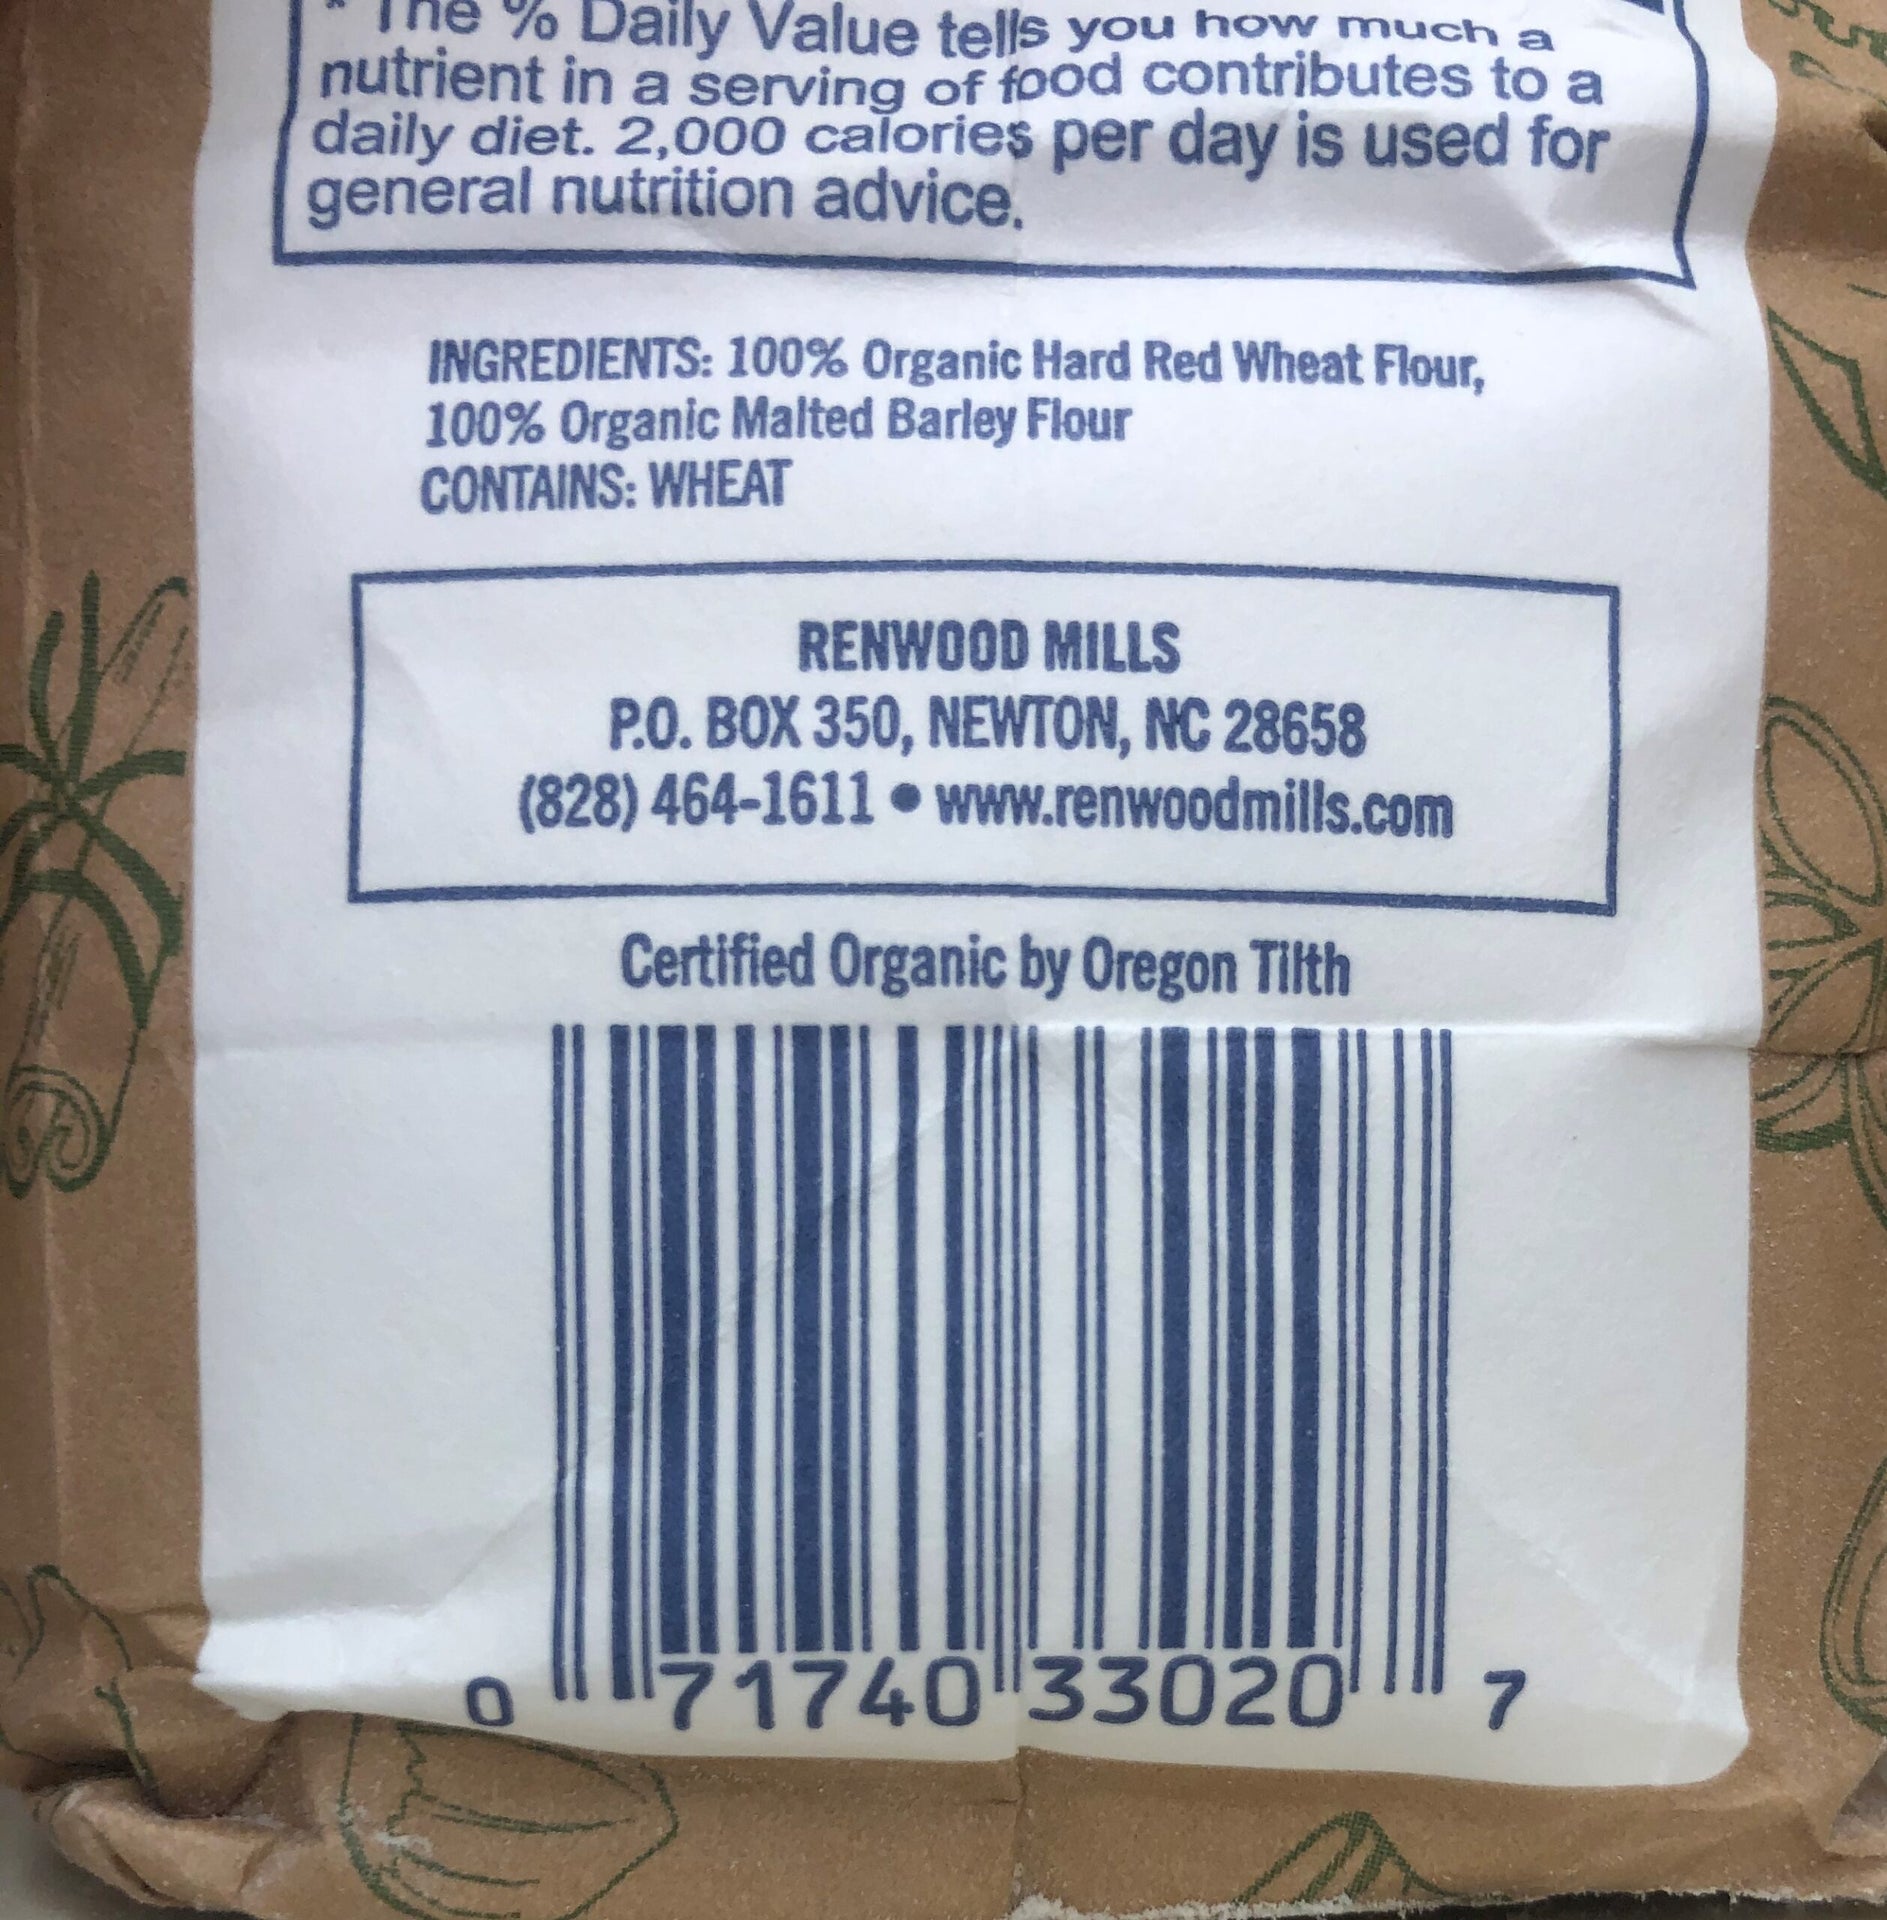 * The % Daily Value tells you how much a
nutrient in a serving of food contributes to a
daily diet. 2,000 calories per day is used for
general nutrition advice.
INGREDIENTS: 100% Organic Hard Red Wheat Flour,
100% Organic Malted Barley Flour
CONTAINS: WHEAT
RENWOOD MILLS
P.O. BOX 350, NEWTON, NC 28658
(828) 464-1611 • www.renwoodmills.com
Certified Organic by Oregon Tilth
0 71740 33020 7